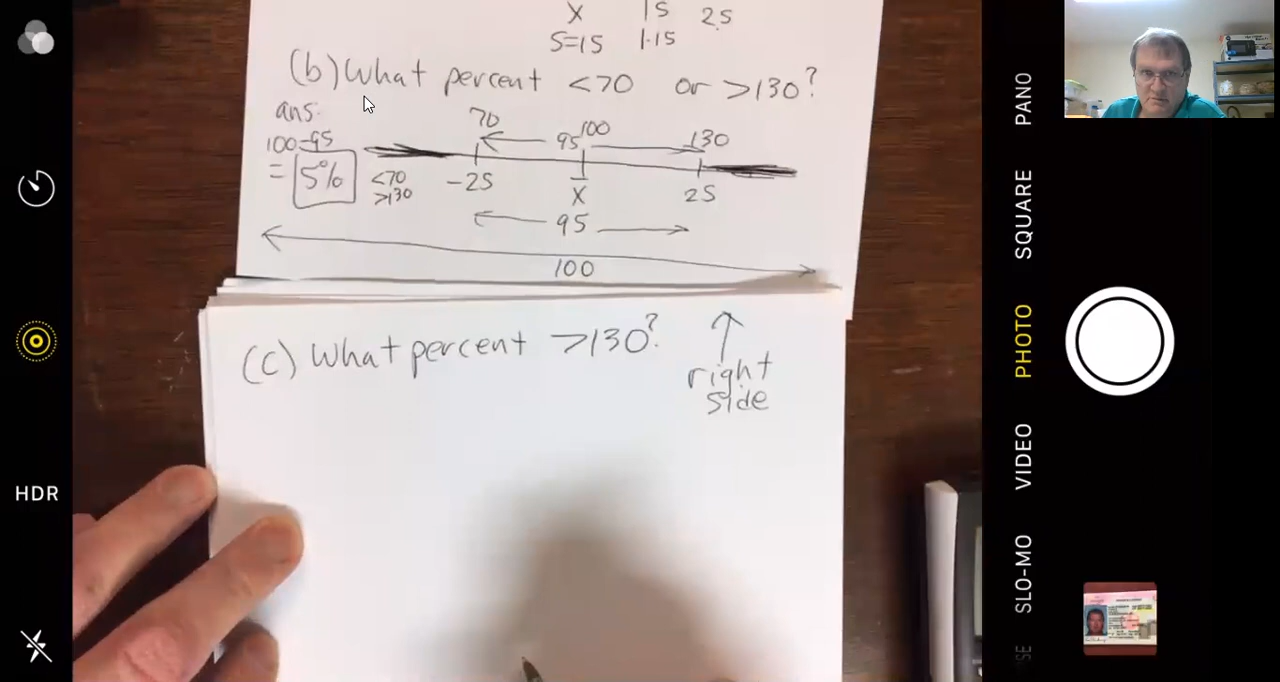 X 1S 2S
S=15 1·15
(b) What percent <70 or >130?
ans.
100-95
= 5%
<70
>130
70
95
100
130
-2S
X
2S
95
100
(c) What percent >130?
↑
right
side
HDR
PANO
SQUARE
PHOTO
VIDEO
SLO-MO
SE